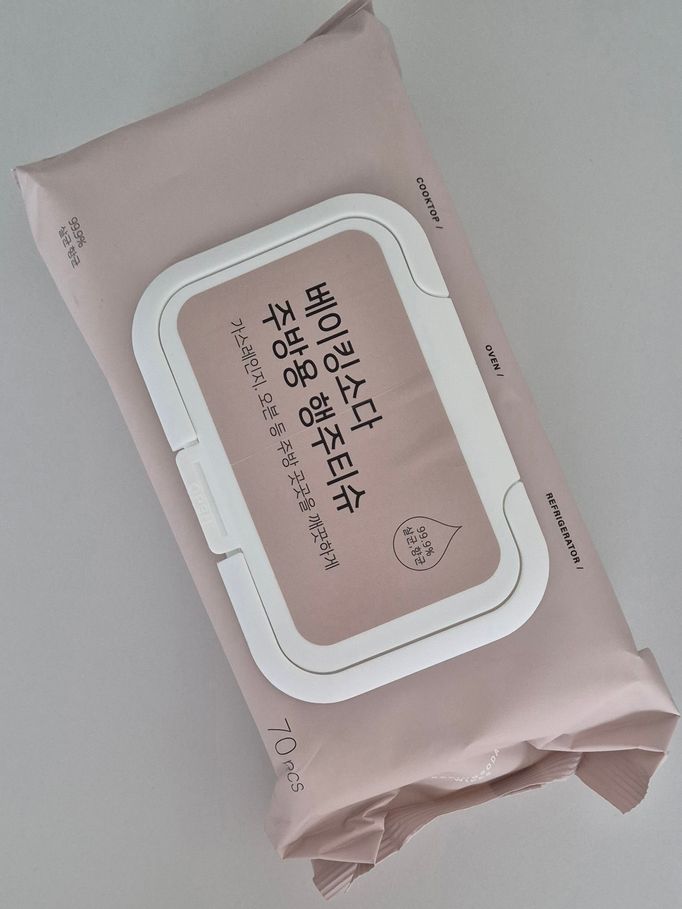 COOKTOP /
OVEN /
REFRIGERATOR /
베이킹소다
주방용 행주티슈
가스레인지, 오븐 등 주방 곳곳을 깨끗하게
99.9%
살균,항균
99.9%
살균,항균
70 PCS